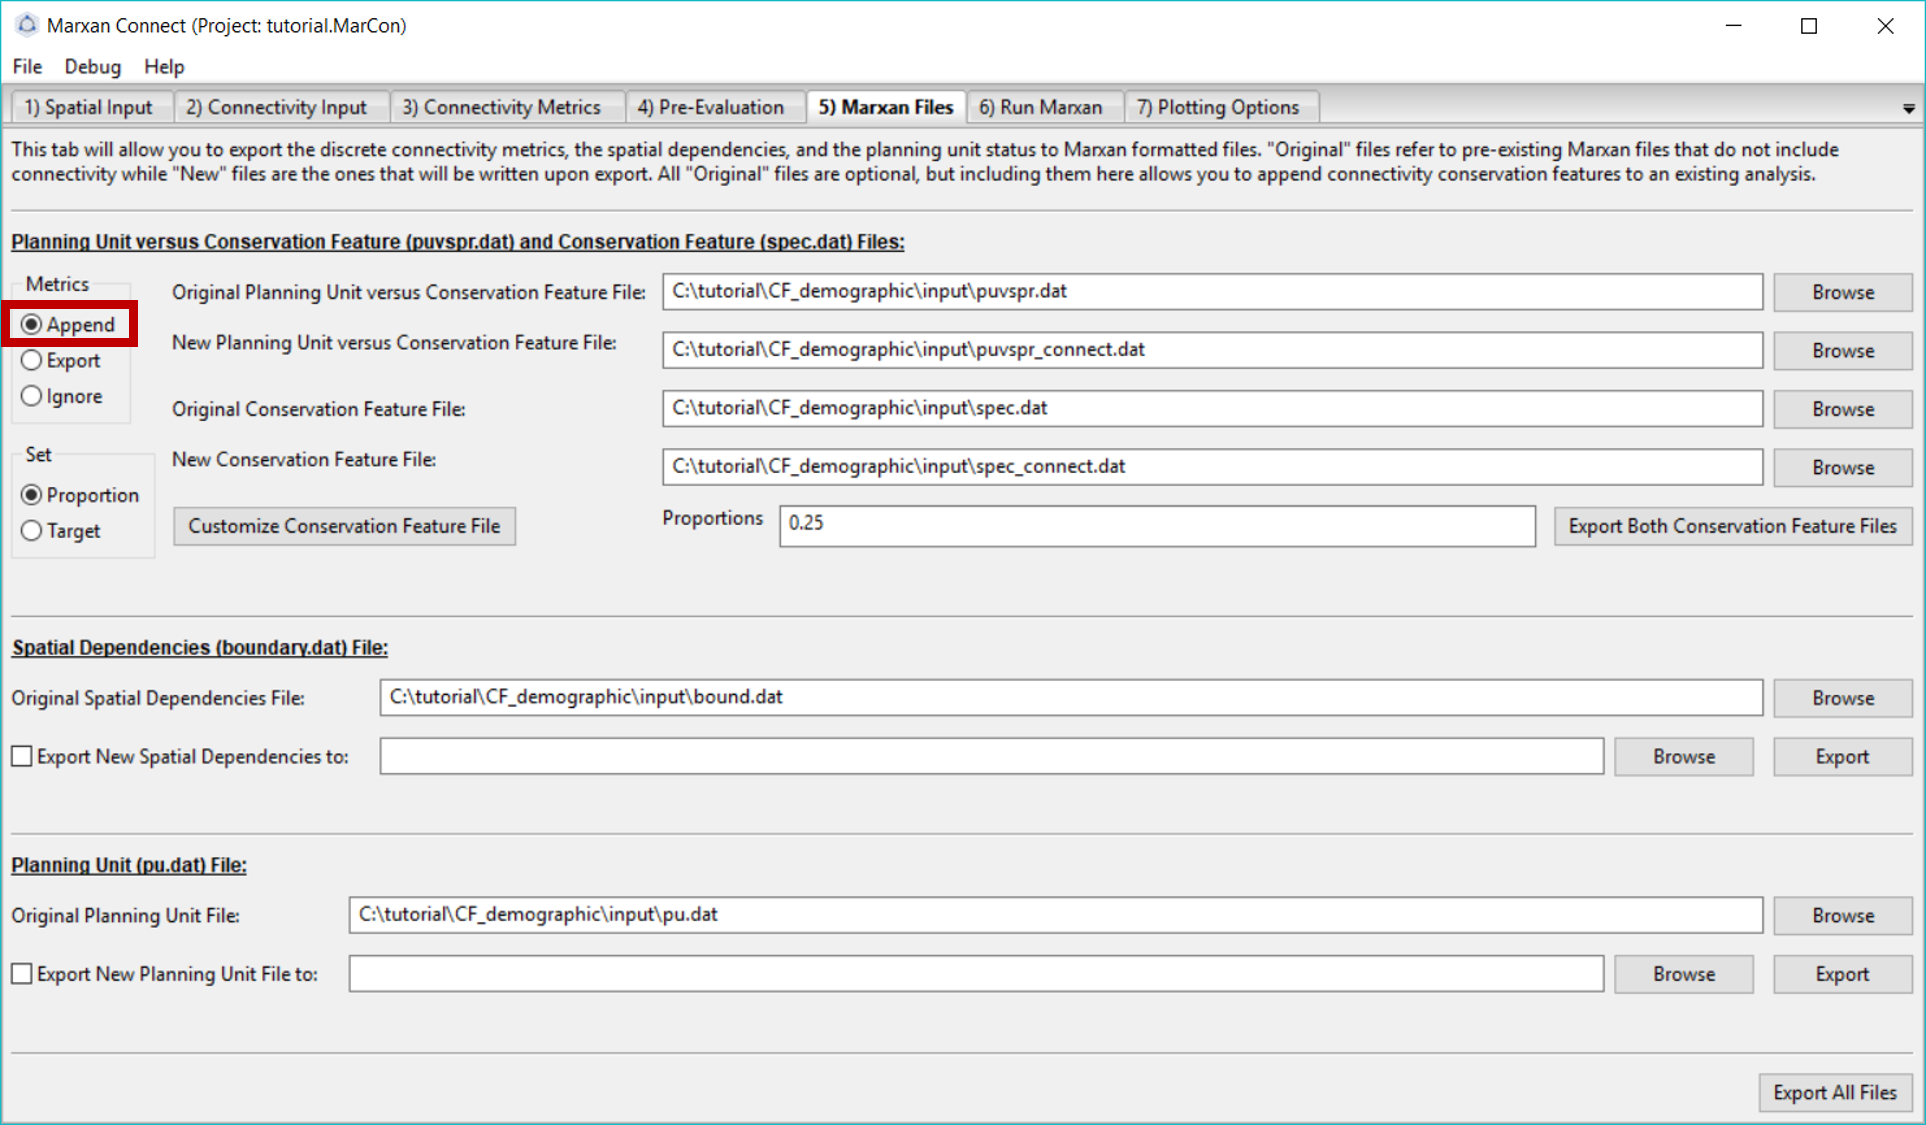 Marxan Connect (Project: tutorial.MarCon)
File Debug Help
1) Spatial Input 2) Connectivity Input 3) Connectivity Metrics 4) Pre-Evaluation 5) Marxan Files 6) Run Marxan 7) Plotting Options
This tab will allow you to export the discrete connectivity metrics, the spatial dependencies, and the planning unit status to Marxan formatted files. "Original" files refer to pre-existing Marxan files that do not include
connectivity while "New" files are the ones that will be written upon export. All "Original" files are optional, but including them here allows you to append connectivity conservation features to an existing analysis.
Planning Unit versus Conservation Feature (puvspr.dat) and Conservation Feature (spec.dat) Files:
Metrics
Append
Export
Ignore
Set
Proportion
Target
Original Planning Unit versus Conservation Feature File: C:\tutorial\CF_demographic\input\puvspr.dat Browse
New Planning Unit versus Conservation Feature File: C:\tutorial\CF_demographic\input\puvspr_connect.dat Browse
Original Conservation Feature File: C:\tutorial\CF_demographic\input\spec.dat Browse
New Conservation Feature File: C:\tutorial\CF_demographic\input\spec_connect.dat Browse
Customize Conservation Feature File Proportions 0.25 Export Both Conservation Feature Files
Spatial Dependencies (boundary.dat) File:
Original Spatial Dependencies File: C:\tutorial\CF_demographic\input\bound.dat Browse
Export New Spatial Dependencies to: Browse Export
Planning Unit (pu.dat) File:
Original Planning Unit File: C:\tutorial\CF_demographic\input\pu.dat Browse
Export New Planning Unit File to: Browse Export
Export All Files